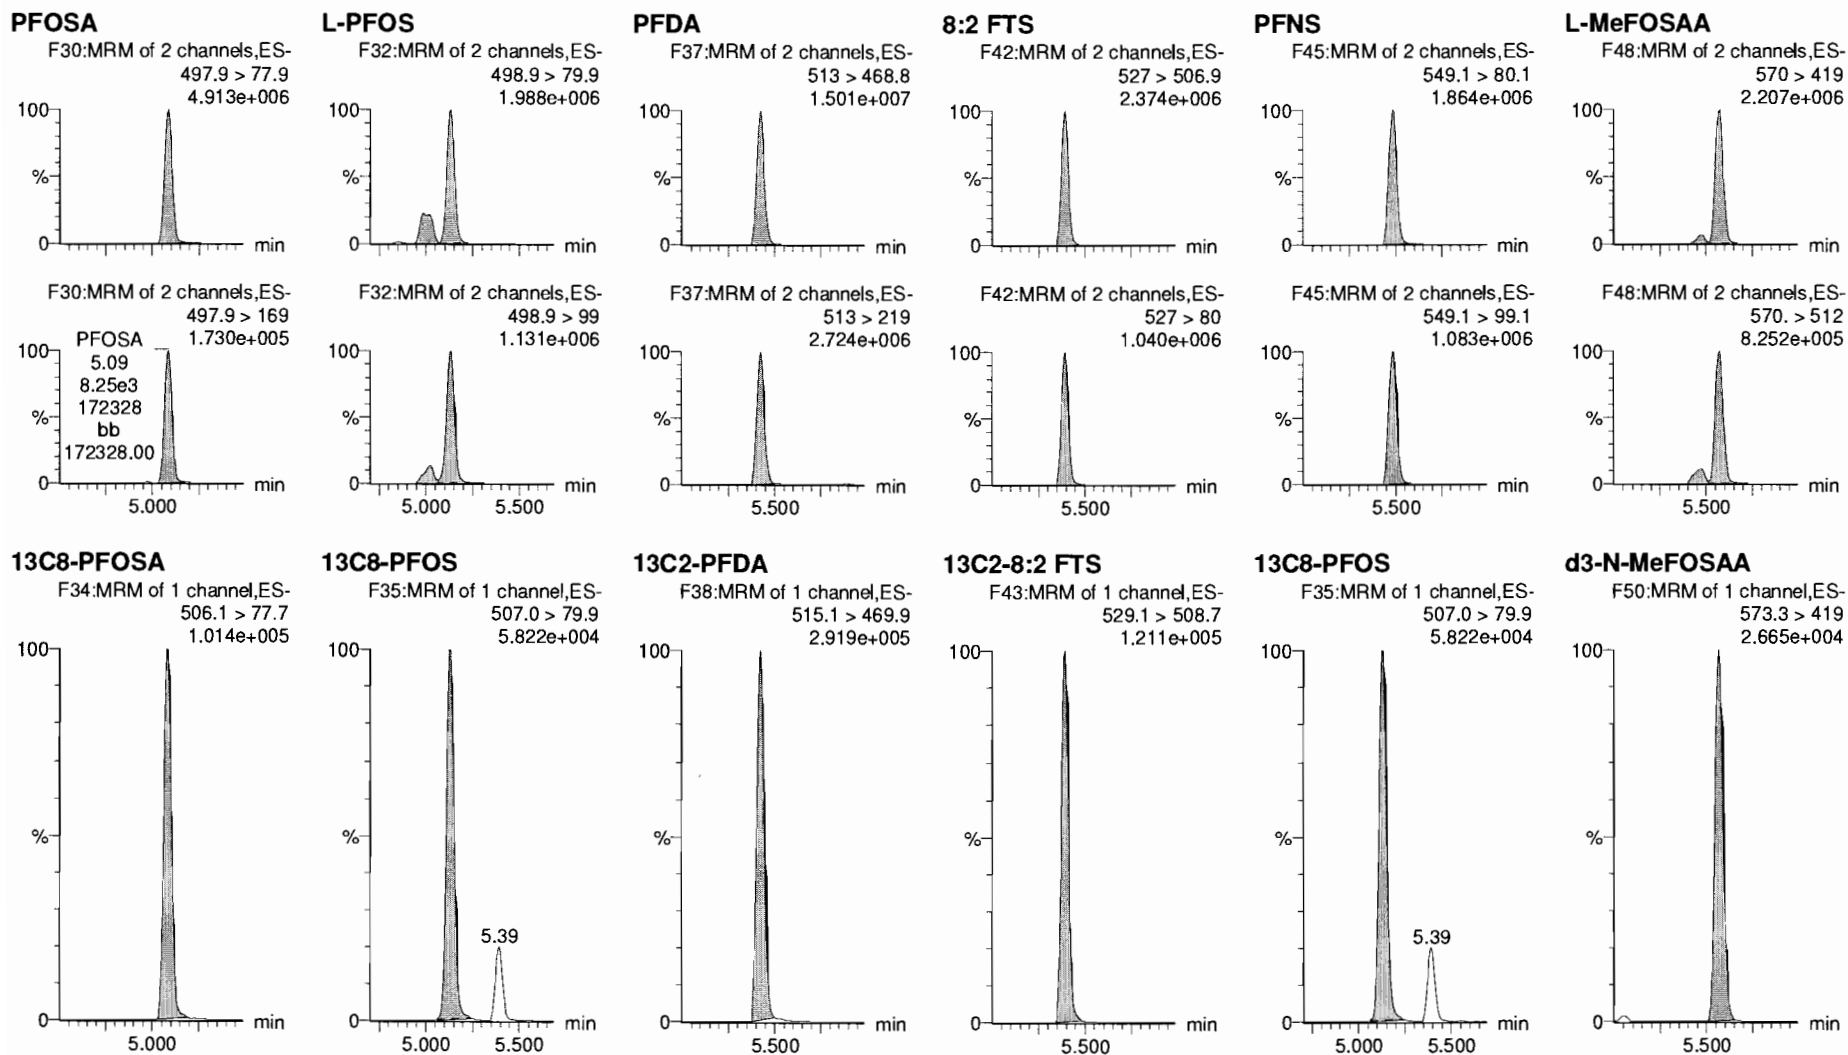 PFOSA
F30:MRM of 2 channels,ES-
497.9 > 77.9
4.913e+006
100
%
0
min
L-PFOS
F32:MRM of 2 channels,ES-
498.9 > 79.9
1.988e+006
100
%
0
min
PFDA
F37:MRM of 2 channels,ES-
513 > 468.8
1.501e+007
100
%
0
min
8:2 FTS
F42:MRM of 2 channels,ES-
527 > 506.9
2.374e+006
100
%
0
min
PFNS
F45:MRM of 2 channels,ES-
549.1 > 80.1
1.864e+006
100
%
0
min
L-MeFOSAA
F48:MRM of 2 channels,ES-
570 > 419
2.207e+006
100
%
0
min
F30:MRM of 2 channels,ES-
497.9 > 169
1.730e+005
PFOSA
5.09
8.25e3
172328
bb
172328.00
100
%
0
min
5.000
F32:MRM of 2 channels,ES-
498.9 > 99
1.131e+006
100
%
0
min
5.000 5.500
F37:MRM of 2 channels,ES-
513 > 219
2.724e+006
100
%
0
min
5.500
F42:MRM of 2 channels,ES-
527 > 80
1.040e+006
100
%
0
min
5.500
F45:MRM of 2 channels,ES-
549.1 > 99.1
1.083e+006
100
%
0
min
5.500
F48:MRM of 2 channels,ES-
570. > 512
8.252e+005
100
%
0
min
5.500
13C8-PFOSA
F34:MRM of 1 channel,ES-
506.1 > 77.7
1.014e+005
100
%
0
min
5.000
13C8-PFOS
F35:MRM of 1 channel,ES-
507.0 > 79.9
5.822e+004
100
%
5.39
0
min
5.000 5.500
13C2-PFDA
F38:MRM of 1 channel,ES-
515.1 > 469.9
2.919e+005
100
%
0
min
5.500
13C2-8:2 FTS
F43:MRM of 1 channel,ES-
529.1 > 508.7
1.211e+005
100
%
0
min
5.500
13C8-PFOS
F35:MRM of 1 channel,ES-
507.0 > 79.9
5.822e+004
100
%
5.39
0
min
5.000 5.500
d3-N-MeFOSAA
F50:MRM of 1 channel,ES-
573.3 > 419
2.665e+004
100
%
0
min
5.500